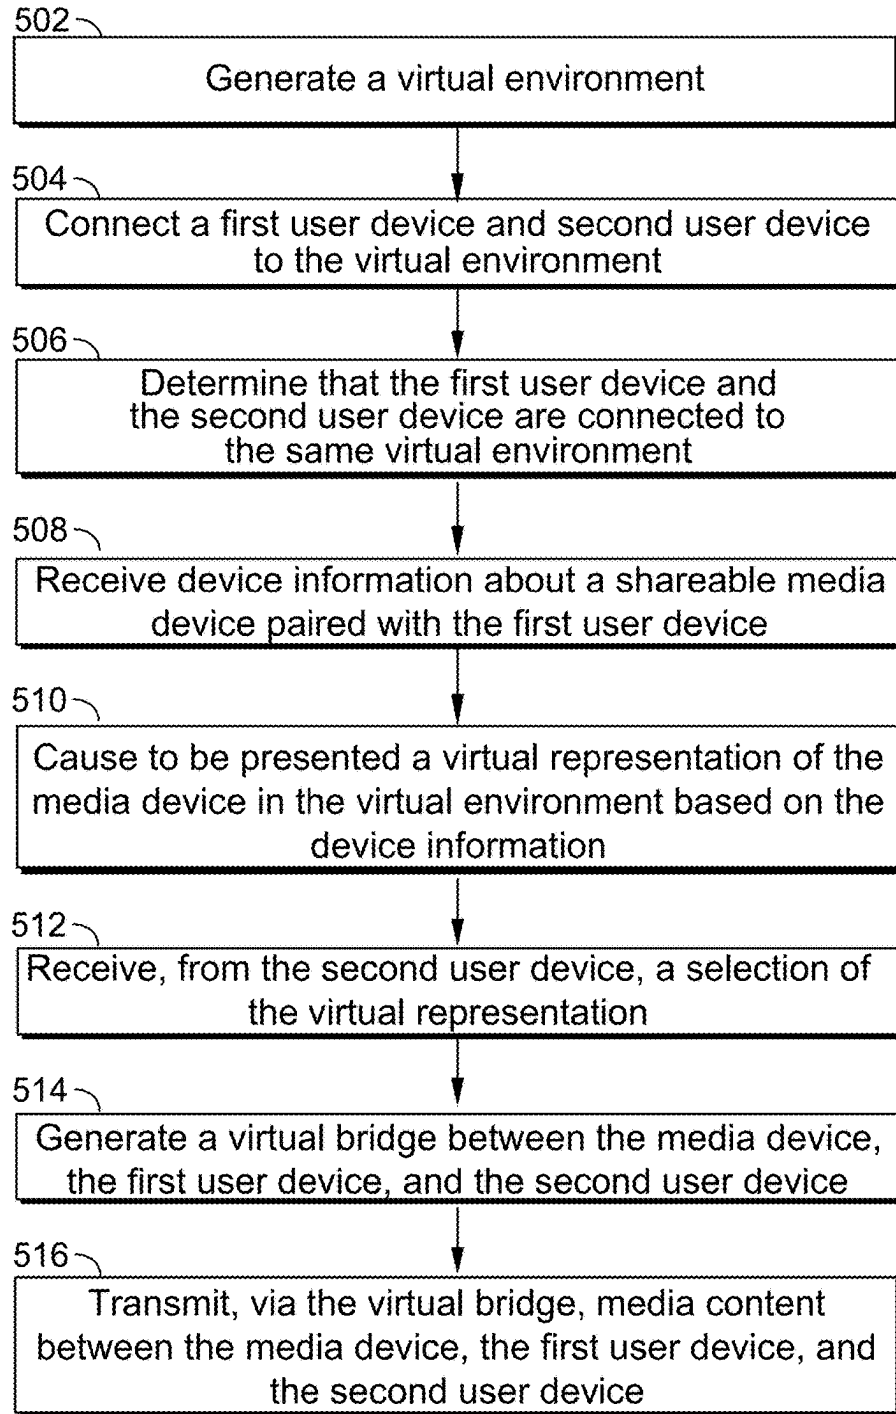 502
Generate a virtual environment
504
Connect a first user device and second user device
to the virtual environment
506
Determine that the first user device and
the second user device are connected to
the same virtual environment
508
Receive device information about a shareable media
device paired with the first user device
510
Cause to be presented a virtual representation of the
media device in the virtual environment based on the
device information
512
Receive, from the second user device, a selection of
the virtual representation
514
Generate a virtual bridge between the media device,
the first user device, and the second user device
516
Transmit, via the virtual bridge, media content
between the media device, the first user device, and
the second user device